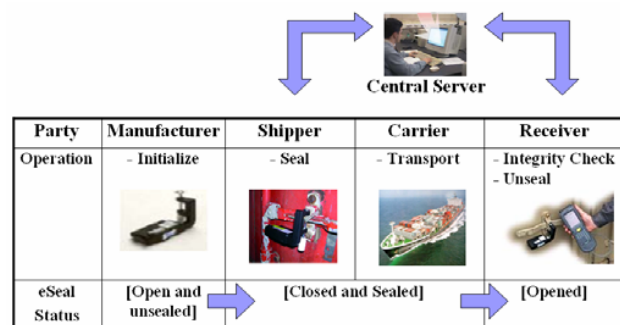 Central Server
Party Manufacturer Shipper Carrier Receiver
Operation - Initialize - Seal - Transport - Integrity Check
- Unseal
eSeal [Open and [Closed and Sealed] [Opened]
Status unsealed]